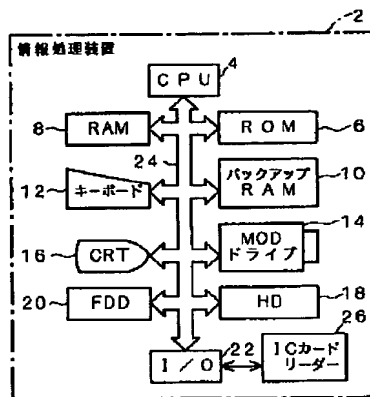 2
情報処理装置
CPU
4
8
RAM
ROM
6
24
12
キーボード
バックアップ
RAM
10
14
16
CRT
MOD
ドライブ
20
FDD
HD
18
26
I/O
22
ICカード
リーダー